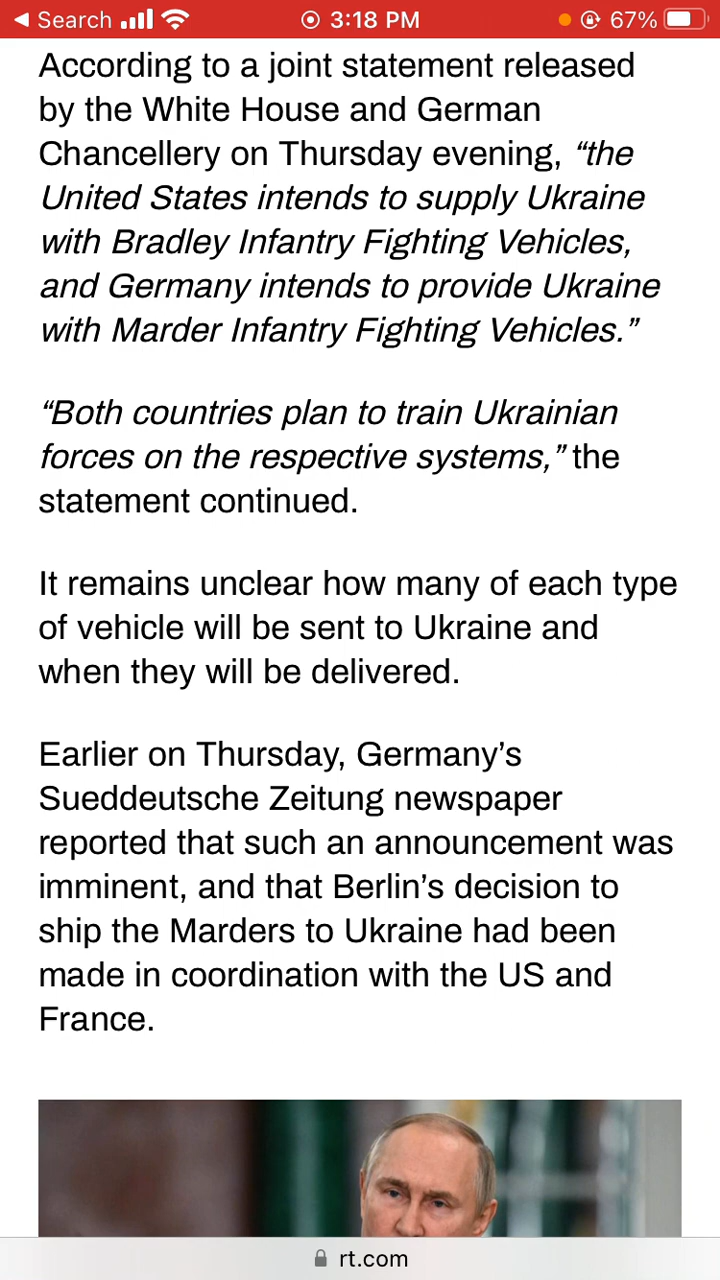 Search 3:18 PM 67%
According to a joint statement released
by the White House and German
Chancellery on Thursday evening, “the
United States intends to supply Ukraine
with Bradley Infantry Fighting Vehicles,
and Germany intends to provide Ukraine
with Marder Infantry Fighting Vehicles.”
“Both countries plan to train Ukrainian
forces on the respective systems,” the
statement continued.
It remains unclear how many of each type
of vehicle will be sent to Ukraine and
when they will be delivered.
Earlier on Thursday, Germany’s
Sueddeutsche Zeitung newspaper
reported that such an announcement was
imminent, and that Berlin’s decision to
ship the Marders to Ukraine had been
made in coordination with the US and
France.
rt.com